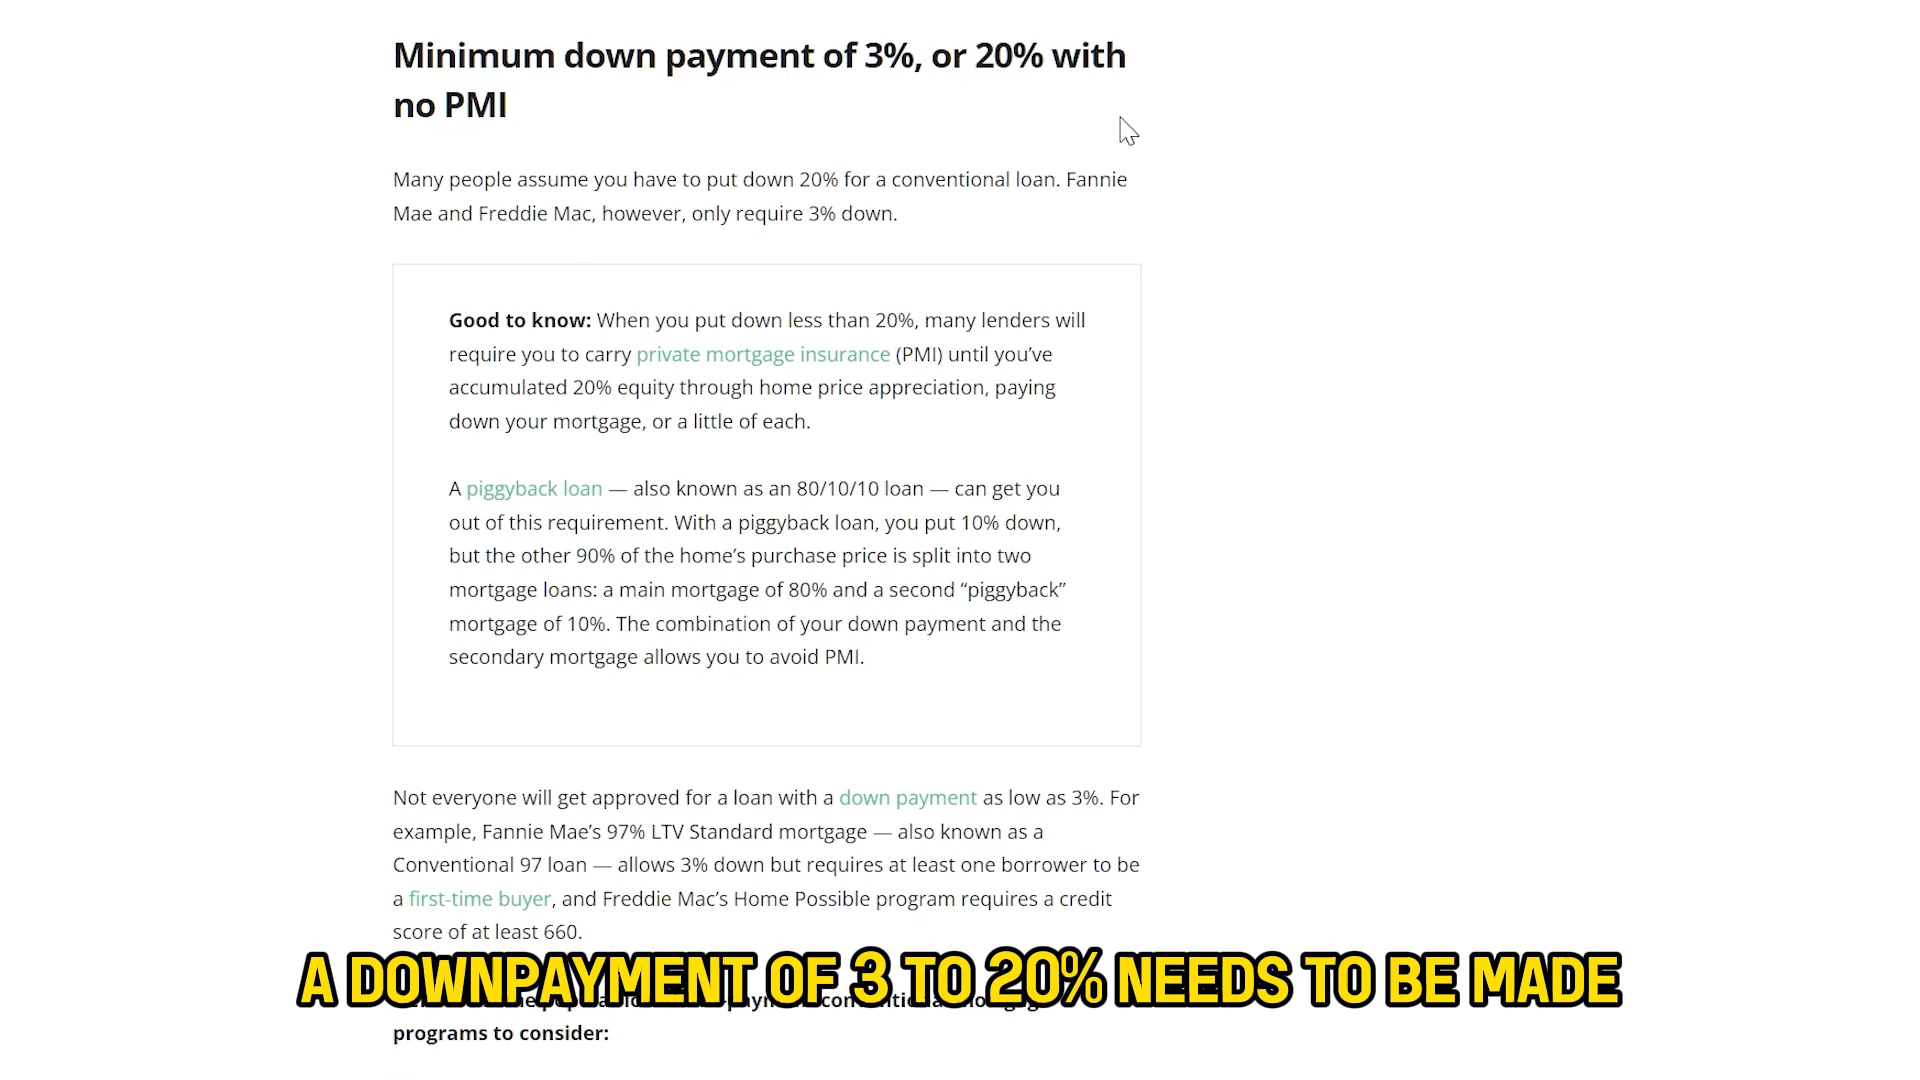 Minimum down payment of 3%, or 20% with
no PMI
Many people assume you have to put down 20% for a conventional loan. Fannie
Mae and Freddie Mac, however, only require 3% down.
Good to know: When you put down less than 20%, many lenders will
require you to carry private mortgage insurance (PMI) until you’ve
accumulated 20% equity through home price appreciation, paying
down your mortgage, or a little of each.
A piggyback loan — also known as an 80/10/10 loan — can get you
out of this requirement. With a piggyback loan, you put 10% down,
but the other 90% of the home’s purchase price is split into two
mortgage loans: a main mortgage of 80% and a second “piggyback”
mortgage of 10%. The combination of your down payment and the
secondary mortgage allows you to avoid PMI.
Not everyone will get approved for a loan with a down payment as low as 3%. For
example, Fannie Mae’s 97% LTV Standard mortgage — also known as a
Conventional 97 loan — allows 3% down but requires at least one borrower to be
a first-time buyer, and Freddie Mac’s Home Possible program requires a credit
score of at least 660.
A DOWNPAYMENT OF 3 TO 20% NEEDS TO BE MADE
programs to consider: